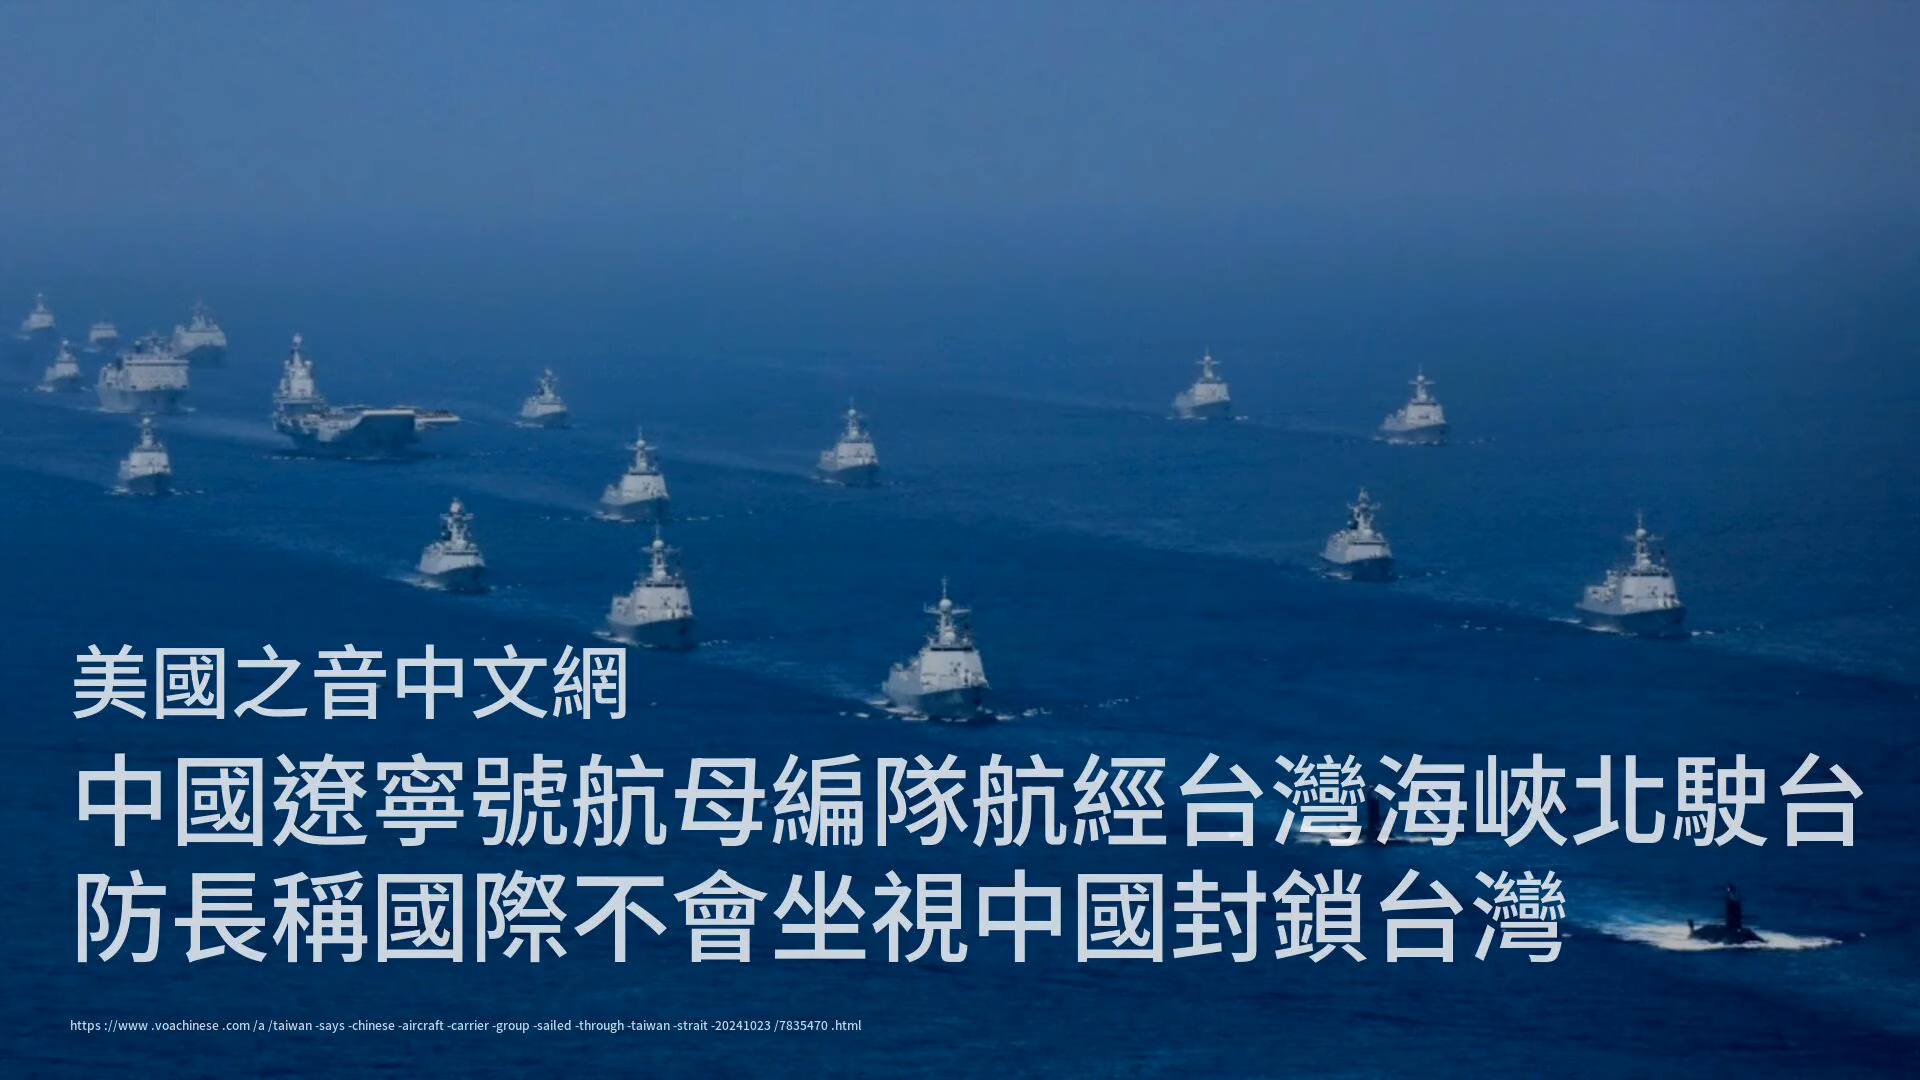 美國之音中文網
中國遼寧號航母編隊航經台灣海峽北駛台
防長稱國際不會坐視中國封鎖台灣
https ://www .voachinese .com /a /taiwan -says -chinese -aircraft -carrier -group -sailed -through -taiwan -strait -20241023 /7835470 .html